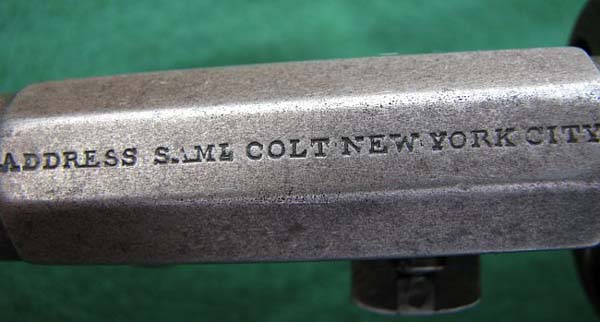 ADDRESS SAML COLT NEW YORK CITY